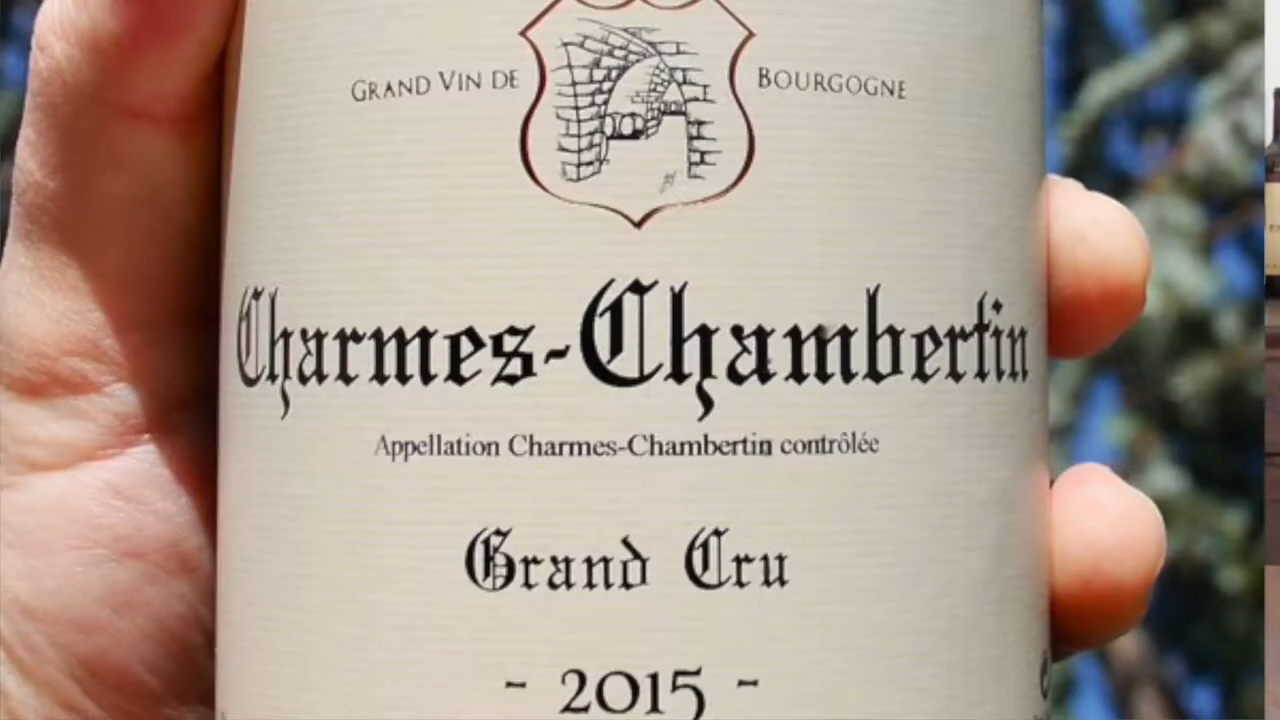 GRAND VIN DE BOURGOGNE
Charmes-Chambertin
Appellation Charmes-Chambertin contrôlée
Grand Cru
- 2015 -